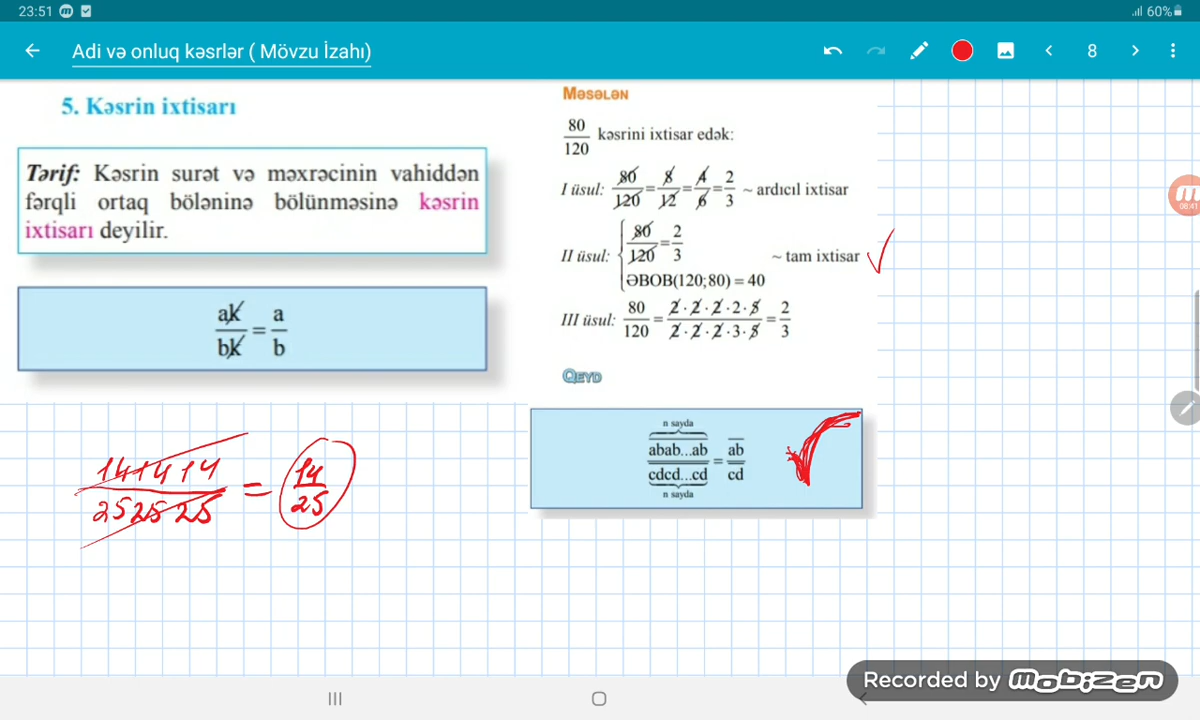 23:51
60%
Adi və onluq kəsrlər ( Mövzu İzahı)
8
5. Kəsrin ixtisarı
Tərif: Kəsrin surət və məxrəcinin vahiddən
fərqli ortaq böləninə bölünməsinə kəsrin
ixtisarı deyilir.
ak/bk = a/b
141414/252525 = 14/25
MƏSƏLƏN
80/120 kəsrini ixtisar edək:
I üsul: 80/120 = 8/12 = 4/6 = 2/3 ~ ardıcıl ixtisar
II üsul: { 80/120 = 2/3 ~ tam ixtisar
ƏBOB(120;80) = 40
III üsul: 80/120 = 2·2·2·2·5/2·2·2·3·5 = 2/3
QEYD
n sayda
abab...ab/cdcd...cd = ab/cd
n sayda
08:41
Recorded by mobizen